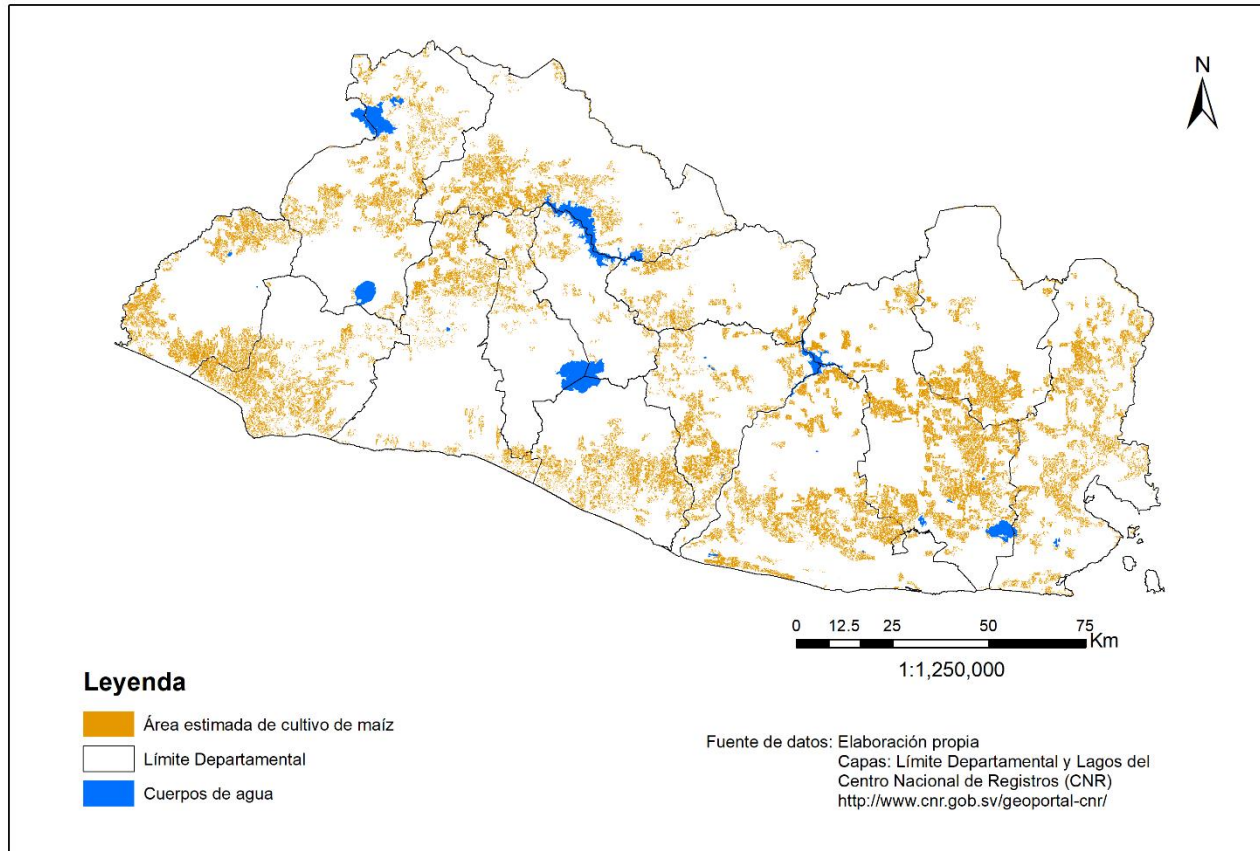 N
0 12.5 25 50 75
Km
1:1,250,000
Leyenda
Área estimada de cultivo de maíz
Límite Departamental
Cuerpos de agua
Fuente de datos: Elaboración propia
Capas: Límite Departamental y Lagos del
Centro Nacional de Registros (CNR)
http://www.cnr.gob.sv/geoportal-cnr/